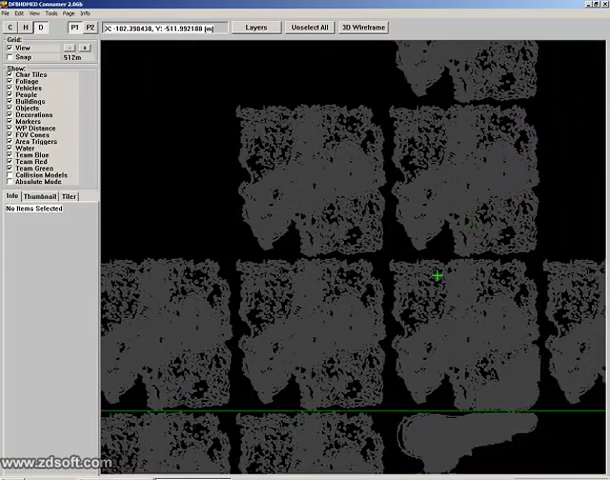 DFBHDMED Consumer 2.06b
File Edit View Tools Pay Info
C H D P1 P2 X: -102.398438, Y: -511.992188 [m] Layers Unselect All 3D Wireframe
Grid:
View - +
Snap 512m
Show:
Char Tiles
Foliage
Vehicles
People
Buildings
Objects
Decorations
Markers
WP Distance
FOV Cones
Area Triggers
Water
Team Blue
Team Red
Team Green
Collision Models
Absolute Mode
Info Thumbnail Tiler
No Items Selected
www.zdsoft.com